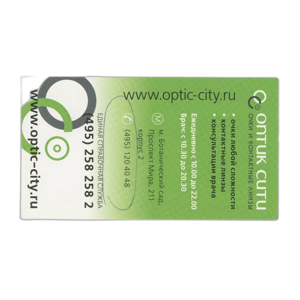 www.optic-city.ru
Оптик Сити
ОЧКИ И КОНТАКТНЫЕ ЛИНЗЫ
• очки любой сложности
• контактные линзы
• консультации врача
Ежедневно с 10.00 до 22.00
Врач: с 10.30 до 20.30
м. Ботанический сад,
Проспект Мира, 211
корпус 2
(495) 120 40 48
ЕДИНАЯ СПРАВОЧНАЯ СЛУЖБА
(495) 258 258 2
www.optic-city.ru